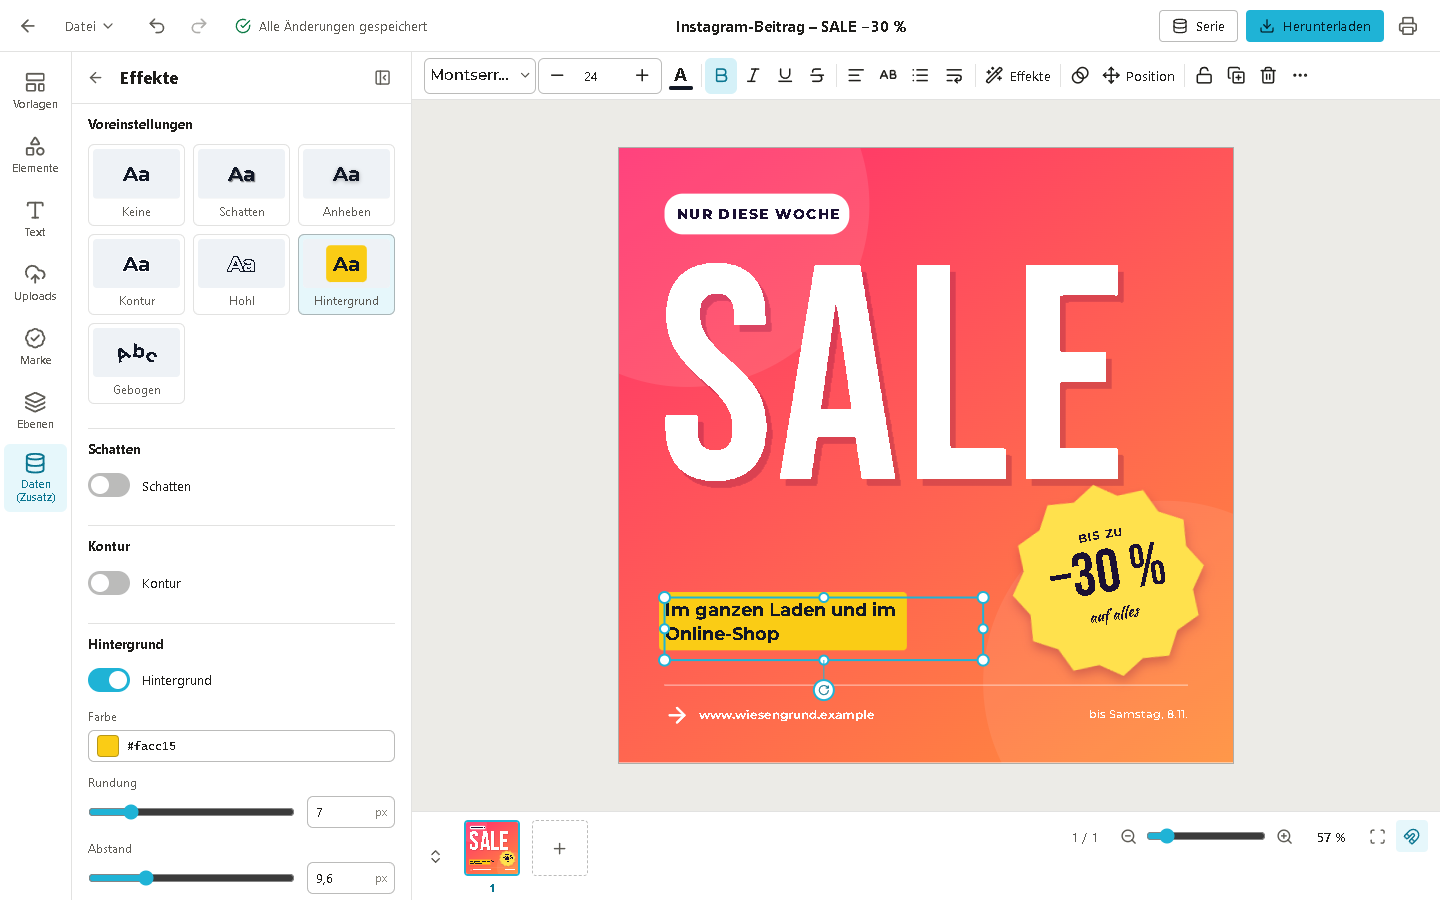 Datei
Alle Änderungen gespeichert
Instagram-Beitrag – SALE –30 %
Serie
Herunterladen
Vorlagen
Elemente
Text
Uploads
Marke
Ebenen
Daten
(Zusatz)
Effekte
Voreinstellungen
Aa
Keine
Aa
Schatten
Aa
Anheben
Aa
Kontur
Aa
Hohl
Aa
Hintergrund
Abc
Gebogen
Schatten
Schatten
Kontur
Kontur
Hintergrund
Hintergrund
Farbe
#facc15
Rundung
7 px
Abstand
9,6 px
Montserr...
24
A
B
I
U
S
AB
Effekte
Position
NUR DIESE WOCHE
SALE
BIS ZU
–30 %
auf alles
Im ganzen Laden und im
Online-Shop
www.wiesengrund.example
bis Samstag, 8.11.
SALE
1
1 / 1
57 %